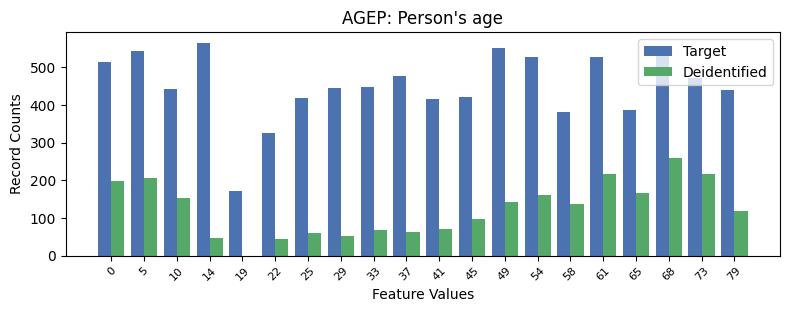 AGEP: Person's age
Target
Deidentified
Record Counts
500
400
300
200
100
0
0 5 10 14 19 22 25 29 33 37 41 45 49 54 58 61 65 68 73 79
Feature Values